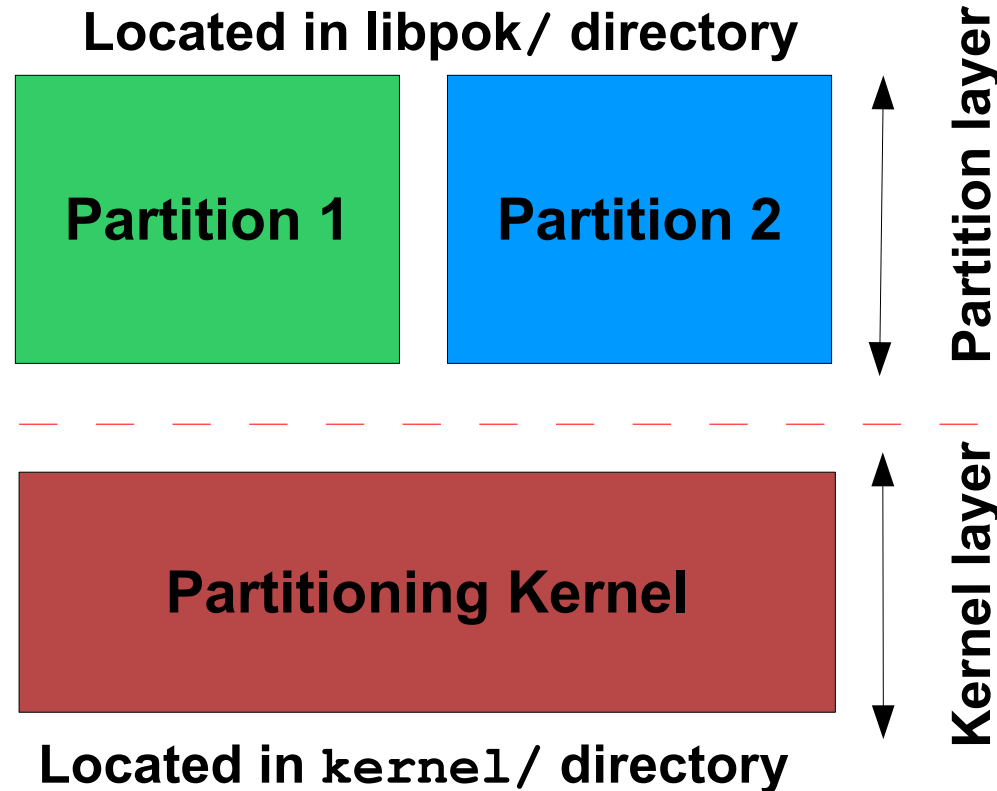 Located in libpok/ directory
Partition 1
Partition 2
Partition layer
Partitioning Kernel
Kernel layer
Located in kernel/ directory